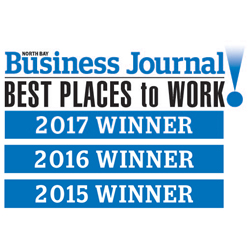 NORTH BAY
Business Journal
BEST PLACES to WORK!
2017 WINNER
2016 WINNER
2015 WINNER